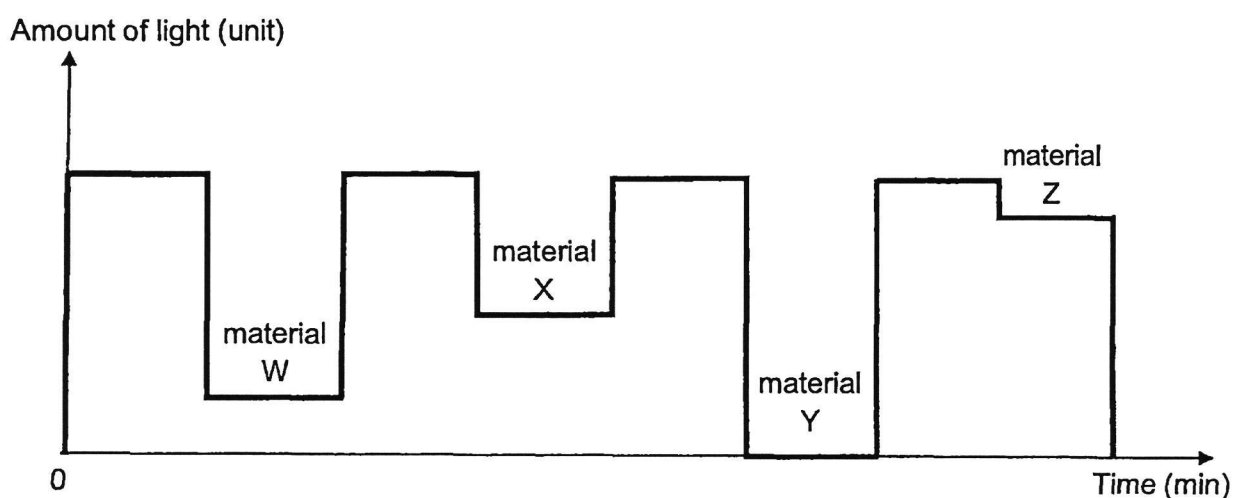 Amount of light (unit)
material
Z
material
X
material
W
material
Y
0
Time (min)